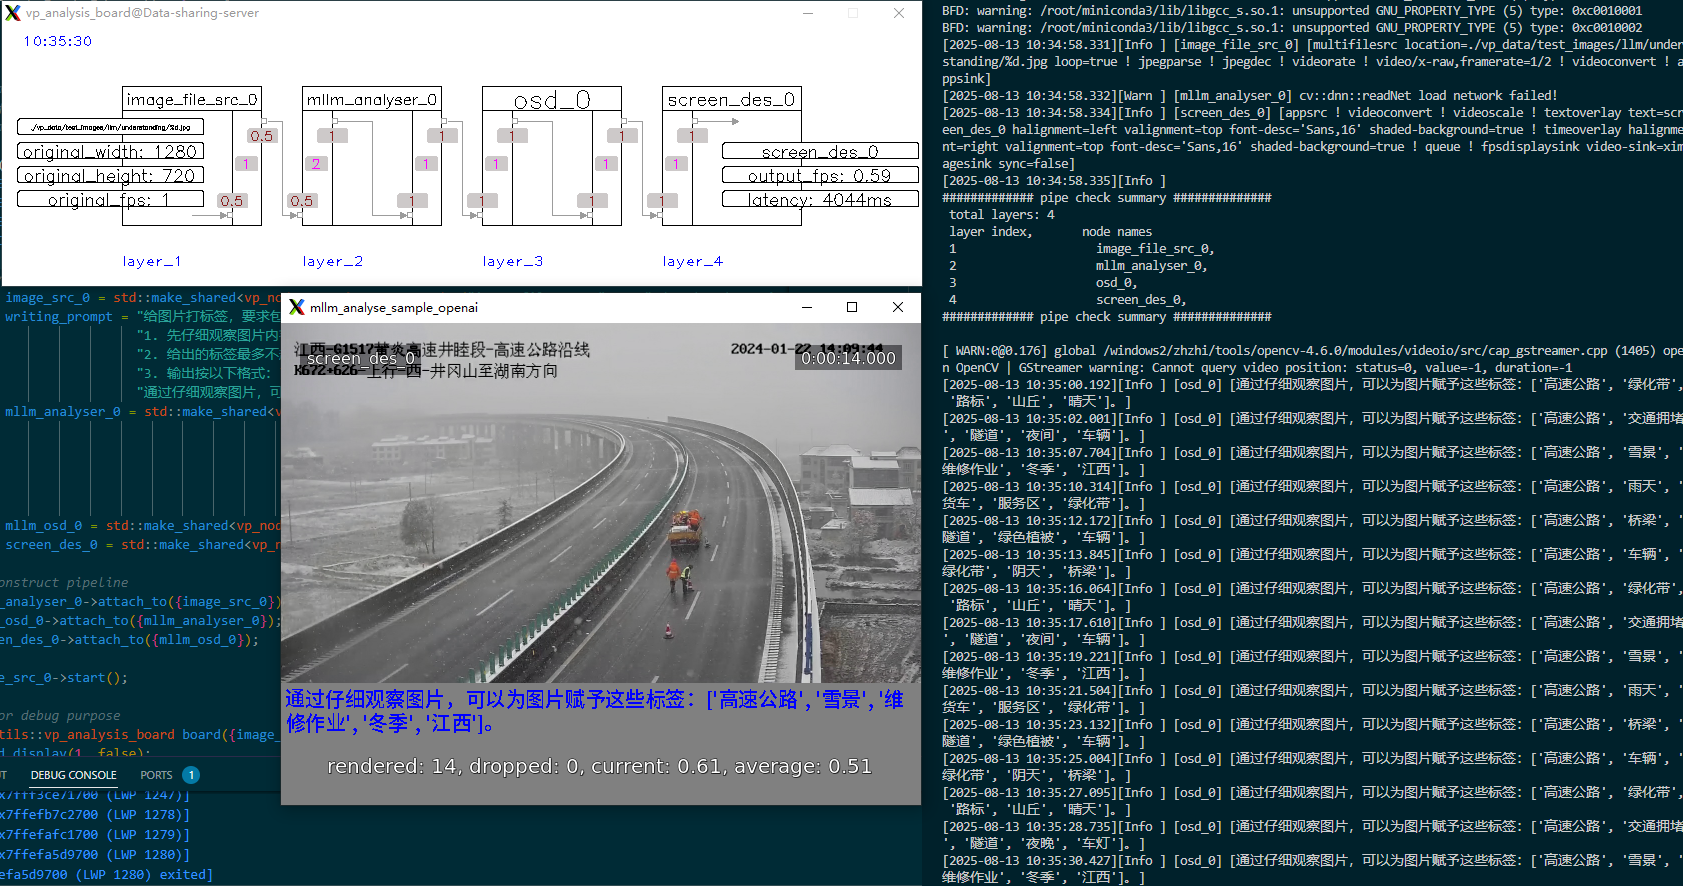 vp_analysis_board@Data-sharing-server
10:35:30
image_file_src_0
mllm_analyser_0
osd_0
screen_des_0
./vp_data/test_images/llm/understanding/%d.jpg
original_width: 1280
original_height: 720
original_fps: 1
0.5
1
0.5
1
2
0.5
1
1
1
1
1
1
1
1
1
1
1
1
screen_des_0
output_fps: 0.59
latency: 4044ms
layer_1
layer_2
layer_3
layer_4
image_src_0 = std::make_shared<vp_no
writing_prompt = "给图片打标签，要求包
"1. 先仔细观察图片内
"2. 给出的标签最多不
"3. 输出按以下格式：
"通过仔细观察图片，可
mllm_analyser_0 = std::make_shared<v
mllm_osd_0 = std::make_shared<vp_nod
screen_des_0 = std::make_shared<vp_n
onstruct pipeline
_analyser_0->attach_to({image_src_0})
_osd_0->attach_to({mllm_analyser_0});
en_des_0->attach_to({mllm_osd_0});
e_src_0->start();
or debug purpose
tils::vp_analysis_board board({image_
d.display(1, false);
UT
DEBUG CONSOLE
PORTS
1
x7fff3ce71700 (LWP 1247)]
x7ffefb7c2700 (LWP 1278)]
x7ffefafc1700 (LWP 1279)]
x7ffefa5d9700 (LWP 1280)]
efa5d9700 (LWP 1280) exited]
mllm_analyse_sample_openai
江西-G1517莆炎高速井睦段-高速公路沿线
2024-01-22 14:09:44
screen_des_0
0:00:14.000
K672+626-上行-西-井冈山至湖南方向
通过仔细观察图片，可以为图片赋予这些标签：['高速公路','雪景','维
修作业','冬季','江西']。
rendered: 14, dropped: 0, current: 0.61, average: 0.51
BFD: warning: /root/miniconda3/lib/libgcc_s.so.1: unsupported GNU_PROPERTY_TYPE (5) type: 0xc0010001
BFD: warning: /root/miniconda3/lib/libgcc_s.so.1: unsupported GNU_PROPERTY_TYPE (5) type: 0xc0010002
[2025-08-13 10:34:58.331][Info ] [image_file_src_0] [multifilesrc location=./vp_data/test_images/llm/under
standing/%d.jpg loop=true ! jpegparse ! jpegdec ! videorate ! video/x-raw,framerate=1/2 ! videoconvert ! a
ppsink]
[2025-08-13 10:34:58.332][Warn ] [mllm_analyser_0] cv::dnn::readNet load network failed!
[2025-08-13 10:34:58.334][Info ] [screen_des_0] [appsrc ! videoconvert ! videoscale ! textoverlay text=scr
een_des_0 halignment=left valignment=top font-desc='Sans,16' shaded-background=true ! timeoverlay halignme
nt=right valignment=top font-desc='Sans,16' shaded-background=true ! queue ! fpsdisplaysink video-sink=xim
agesink sync=false]
[2025-08-13 10:34:58.335][Info ]
############# pipe check summary ##############
total layers: 4
layer index, node names
1 image_file_src_0,
2 mllm_analyser_0,
3 osd_0,
4 screen_des_0,
############# pipe check summary ##############
[ WARN:0@0.176] global /windows2/zhzhi/tools/opencv-4.6.0/modules/videoio/src/cap_gstreamer.cpp (1405) ope
n OpenCV | GStreamer warning: Cannot query video position: status=0, value=-1, duration=-1
[2025-08-13 10:35:00.192][Info ] [osd_0] [通过仔细观察图片，可以为图片赋予这些标签：['高速公路', '绿化带',
'路标', '山丘', '晴天']。]
[2025-08-13 10:35:02.001][Info ] [osd_0] [通过仔细观察图片，可以为图片赋予这些标签：['高速公路', '交通拥堵
', '隧道', '夜间', '车辆']。]
[2025-08-13 10:35:07.704][Info ] [osd_0] [通过仔细观察图片，可以为图片赋予这些标签：['高速公路', '雪景', '
维修作业', '冬季', '江西']。]
[2025-08-13 10:35:10.314][Info ] [osd_0] [通过仔细观察图片，可以为图片赋予这些标签：['高速公路', '雨天', '
货车', '服务区', '绿化带']。]
[2025-08-13 10:35:12.172][Info ] [osd_0] [通过仔细观察图片，可以为图片赋予这些标签：['高速公路', '桥梁', '
隧道', '绿色植被', '车辆']。]
[2025-08-13 10:35:13.845][Info ] [osd_0] [通过仔细观察图片，可以为图片赋予这些标签：['高速公路', '车辆', '
绿化带', '阴天', '桥梁']。]
[2025-08-13 10:35:16.064][Info ] [osd_0] [通过仔细观察图片，可以为图片赋予这些标签：['高速公路', '绿化带',
'路标', '山丘', '晴天']。]
[2025-08-13 10:35:17.610][Info ] [osd_0] [通过仔细观察图片，可以为图片赋予这些标签：['高速公路', '交通拥堵
', '隧道', '夜间', '车辆']。]
[2025-08-13 10:35:19.221][Info ] [osd_0] [通过仔细观察图片，可以为图片赋予这些标签：['高速公路', '雪景', '
维修作业', '冬季', '江西']。]
[2025-08-13 10:35:21.504][Info ] [osd_0] [通过仔细观察图片，可以为图片赋予这些标签：['高速公路', '雨天', '
货车', '服务区', '绿化带']。]
[2025-08-13 10:35:23.132][Info ] [osd_0] [通过仔细观察图片，可以为图片赋予这些标签：['高速公路', '桥梁', '
隧道', '绿色植被', '车辆']。]
[2025-08-13 10:35:25.004][Info ] [osd_0] [通过仔细观察图片，可以为图片赋予这些标签：['高速公路', '车辆', '
绿化带', '阴天', '桥梁']。]
[2025-08-13 10:35:27.095][Info ] [osd_0] [通过仔细观察图片，可以为图片赋予这些标签：['高速公路', '绿化带',
'路标', '山丘', '晴天']。]
[2025-08-13 10:35:28.735][Info ] [osd_0] [通过仔细观察图片，可以为图片赋予这些标签：['高速公路', '交通拥堵
', '隧道', '夜晚', '车灯']。]
[2025-08-13 10:35:30.427][Info ] [osd_0] [通过仔细观察图片，可以为图片赋予这些标签：['高速公路', '雪景', '
维修作业', '冬季', '江西']。]